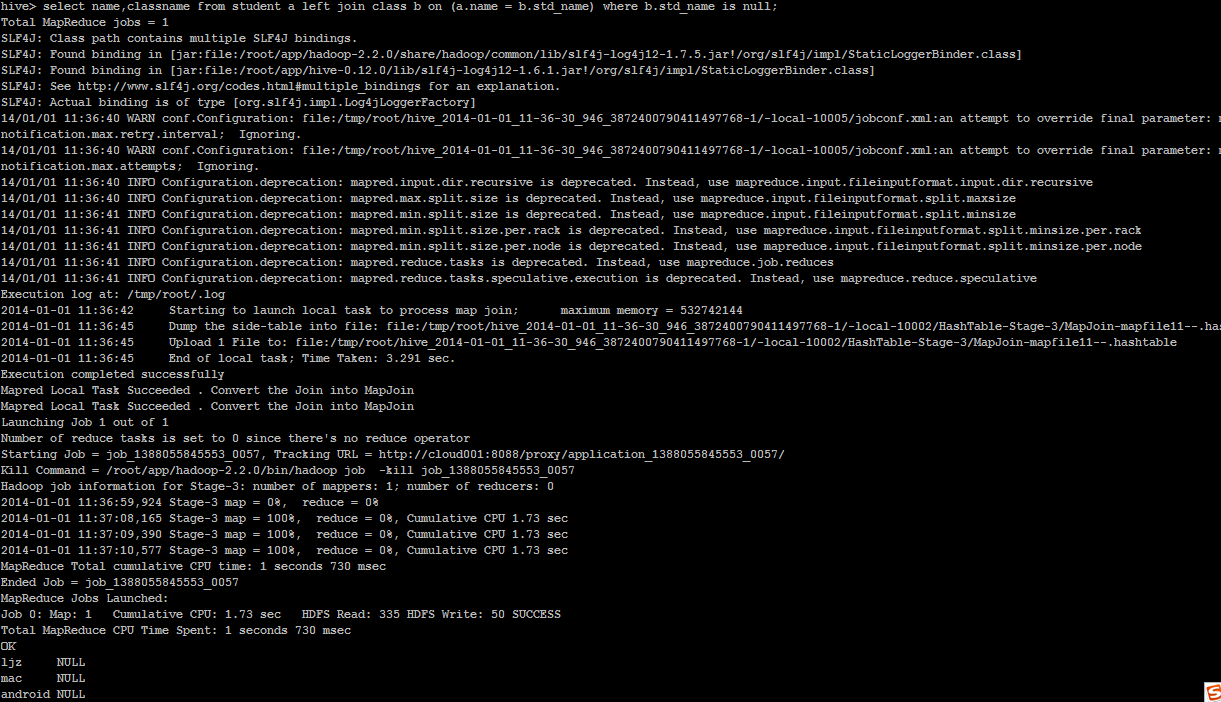 hive> select name,classname from student a left join class b on (a.name = b.std_name) where b.std_name is null;
Total MapReduce jobs = 1
SLF4J: Class path contains multiple SLF4J bindings.
SLF4J: Found binding in [jar:file:/root/app/hadoop-2.2.0/share/hadoop/common/lib/slf4j-log4j12-1.7.5.jar!/org/slf4j/impl/StaticLoggerBinder.class]
SLF4J: Found binding in [jar:file:/root/app/hive-0.12.0/lib/slf4j-log4j12-1.6.1.jar!/org/slf4j/impl/StaticLoggerBinder.class]
SLF4J: See http://www.slf4j.org/codes.html#multiple_bindings for an explanation.
SLF4J: Actual binding is of type [org.slf4j.impl.Log4jLoggerFactory]
14/01/01 11:36:40 WARN conf.Configuration: file:/tmp/root/hive_2014-01-01_11-36-30_946_3872400790411497768-1/-local-10005/jobconf.xml:an attempt to override final parameter:
notification.max.retry.interval;  Ignoring.
14/01/01 11:36:40 WARN conf.Configuration: file:/tmp/root/hive_2014-01-01_11-36-30_946_3872400790411497768-1/-local-10005/jobconf.xml:an attempt to override final parameter:
notification.max.attempts;  Ignoring.
14/01/01 11:36:40 INFO Configuration.deprecation: mapred.input.dir.recursive is deprecated. Instead, use mapreduce.input.fileinputformat.input.dir.recursive
14/01/01 11:36:40 INFO Configuration.deprecation: mapred.max.split.size is deprecated. Instead, use mapreduce.input.fileinputformat.split.maxsize
14/01/01 11:36:41 INFO Configuration.deprecation: mapred.min.split.size is deprecated. Instead, use mapreduce.input.fileinputformat.split.minsize
14/01/01 11:36:41 INFO Configuration.deprecation: mapred.min.split.size.per.rack is deprecated. Instead, use mapreduce.input.fileinputformat.split.minsize.per.rack
14/01/01 11:36:41 INFO Configuration.deprecation: mapred.min.split.size.per.node is deprecated. Instead, use mapreduce.input.fileinputformat.split.minsize.per.node
14/01/01 11:36:41 INFO Configuration.deprecation: mapred.reduce.tasks is deprecated. Instead, use mapreduce.job.reduces
14/01/01 11:36:41 INFO Configuration.deprecation: mapred.reduce.tasks.speculative.execution is deprecated. Instead, use mapreduce.reduce.speculative
Execution log at: /tmp/root/.log
2014-01-01 11:36:42     Starting to launch local task to process map join;      maximum memory = 532742144
2014-01-01 11:36:45     Dump the side-table into file: file:/tmp/root/hive_2014-01-01_11-36-30_946_3872400790411497768-1/-local-10002/HashTable-Stage-3/MapJoin-mapfile11--.has
2014-01-01 11:36:45     Upload 1 File to: file:/tmp/root/hive_2014-01-01_11-36-30_946_3872400790411497768-1/-local-10002/HashTable-Stage-3/MapJoin-mapfile11--.hashtable
2014-01-01 11:36:45     End of local task; Time Taken: 3.291 sec.
Execution completed successfully
Mapred Local Task Succeeded . Convert the Join into MapJoin
Mapred Local Task Succeeded . Convert the Join into MapJoin
Launching Job 1 out of 1
Number of reduce tasks is set to 0 since there's no reduce operator
Starting Job = job_1388055845553_0057, Tracking URL = http://cloud001:8088/proxy/application_1388055845553_0057/
Kill Command = /root/app/hadoop-2.2.0/bin/hadoop job  -kill job_1388055845553_0057
Hadoop job information for Stage-3: number of mappers: 1; number of reducers: 0
2014-01-01 11:36:59,924 Stage-3 map = 0%,  reduce = 0%
2014-01-01 11:37:08,165 Stage-3 map = 100%,  reduce = 0%, Cumulative CPU 1.73 sec
2014-01-01 11:37:09,390 Stage-3 map = 100%,  reduce = 0%, Cumulative CPU 1.73 sec
2014-01-01 11:37:10,577 Stage-3 map = 100%,  reduce = 0%, Cumulative CPU 1.73 sec
MapReduce Total cumulative CPU time: 1 seconds 730 msec
Ended Job = job_1388055845553_0057
MapReduce Jobs Launched:
Job 0: Map: 1   Cumulative CPU: 1.73 sec   HDFS Read: 335 HDFS Write: 50 SUCCESS
Total MapReduce CPU Time Spent: 1 seconds 730 msec
OK
ljz     NULL
mac     NULL
android NULL